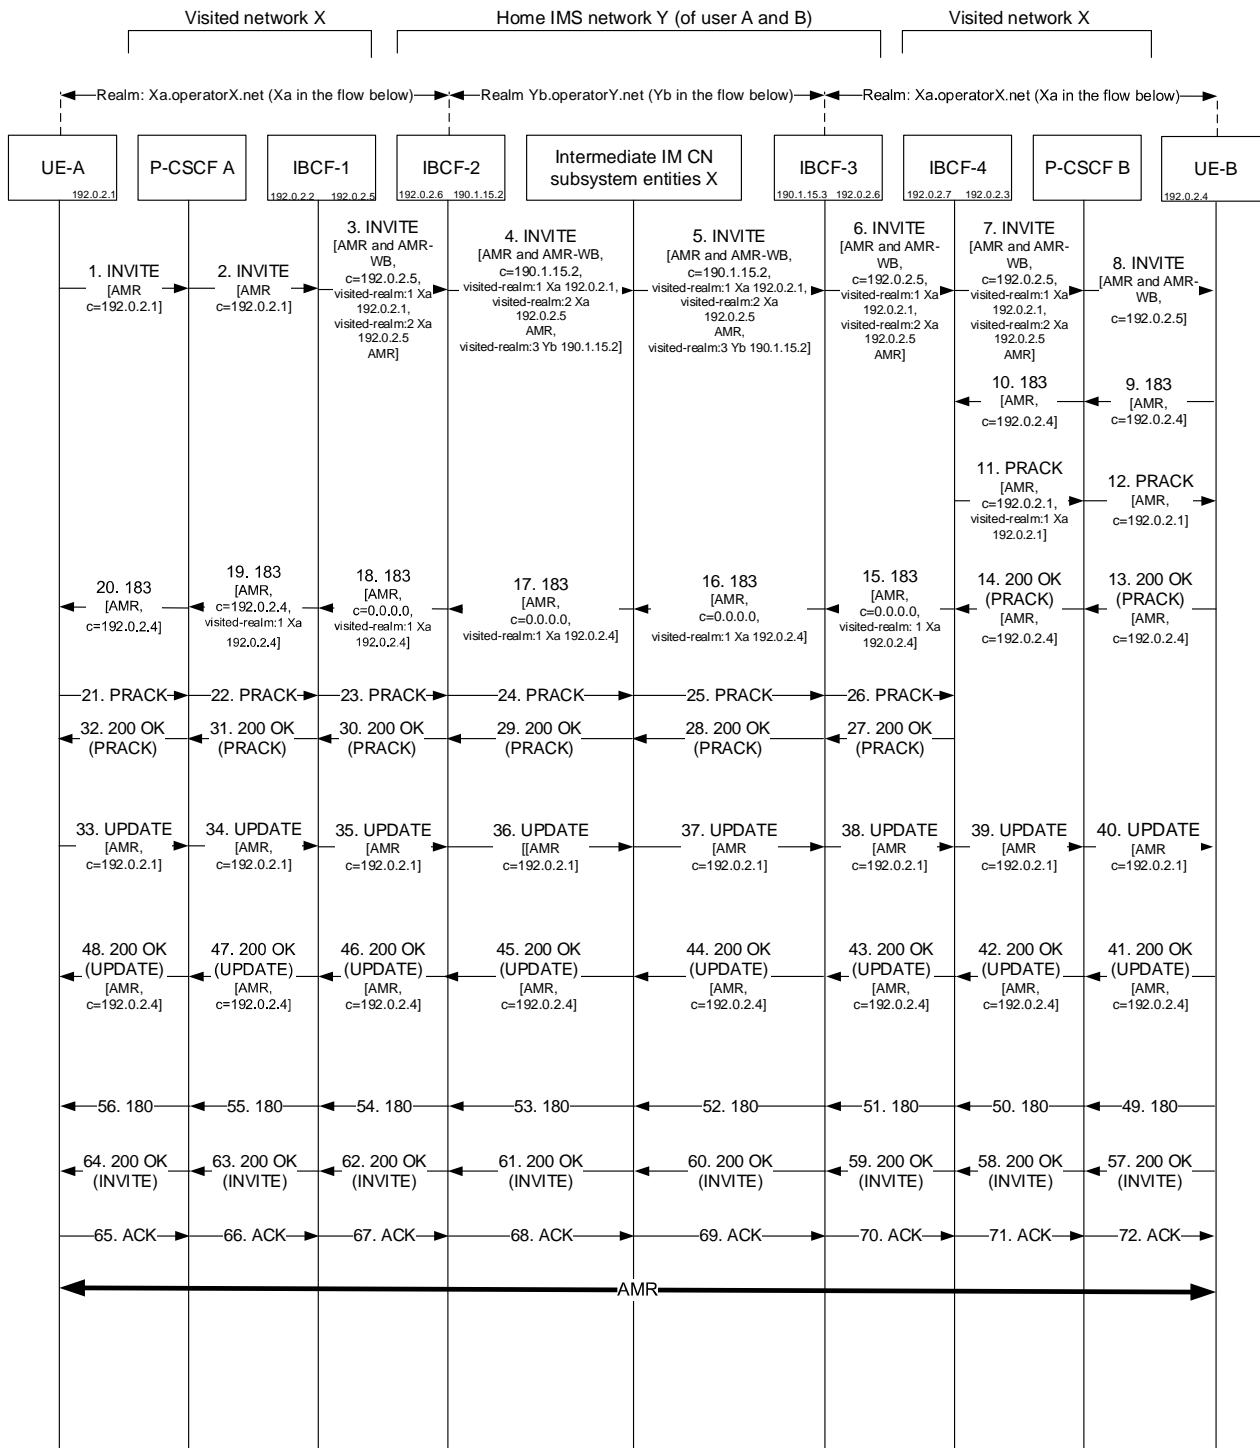 Visited network X
Home IMS network Y (of user A and B)
Visited network X
Realm: Xa.operatorX.net (Xa in the flow below)
Realm Yb.operatorY.net (Yb in the flow below)
Realm: Xa.operatorX.net (Xa in the flow below)
UE-A
192.0.2.1
P-CSCF A
IBCF-1
192.0.2.2
192.0.2.5
IBCF-2
192.0.2.6
190.1.15.2
Intermediate IM CN
subsystem entities X
IBCF-3
190.1.15.3
192.0.2.6
IBCF-4
192.0.2.7
192.0.2.3
P-CSCF B
UE-B
192.0.2.4
1. INVITE
[AMR
c=192.0.2.1]
2. INVITE
[AMR
c=192.0.2.1]
3. INVITE
[AMR and AMR-
WB,
c=192.0.2.5,
visited-realm:1 Xa
192.0.2.1,
visited-realm:2 Xa
192.0.2.5
AMR]
4. INVITE
[AMR and AMR-WB,
c=190.1.15.2,
visited-realm:1 Xa 192.0.2.1,
visited-realm:2 Xa
192.0.2.5
AMR,
visited-realm:3 Yb 190.1.15.2]
5. INVITE
[AMR and AMR-WB,
c=190.1.15.2,
visited-realm:1 Xa 192.0.2.1,
visited-realm:2 Xa
192.0.2.5
AMR,
visited-realm:3 Yb 190.1.15.2]
6. INVITE
[AMR and AMR-
WB,
c=192.0.2.5,
visited-realm:1 Xa
192.0.2.1,
visited-realm:2 Xa
192.0.2.5
AMR]
7. INVITE
[AMR and AMR-
WB,
c=192.0.2.5,
visited-realm:1 Xa
192.0.2.1,
visited-realm:2 Xa
192.0.2.5
AMR]
8. INVITE
[AMR and AMR-
WB,
c=192.0.2.5]
10. 183
[AMR,
c=192.0.2.4]
9. 183
[AMR,
c=192.0.2.4]
11. PRACK
[AMR,
c=192.0.2.1,
visited-realm:1 Xa
192.0.2.1]
12. PRACK
[AMR,
c=192.0.2.1]
20. 183
[AMR,
c=192.0.2.4]
19. 183
[AMR,
c=192.0.2.4,
visited-realm:1 Xa
192.0.2.4]
18. 183
[AMR,
c=0.0.0.0,
visited-realm:1 Xa
192.0.2.4]
17. 183
[AMR,
c=0.0.0.0,
visited-realm:1 Xa 192.0.2.4]
16. 183
[AMR,
c=0.0.0.0,
visited-realm:1 Xa 192.0.2.4]
15. 183
[AMR,
c=0.0.0.0,
visited-realm: 1 Xa
192.0.2.4]
14. 200 OK
(PRACK)
[AMR,
c=192.0.2.4]
13. 200 OK
(PRACK)
[AMR,
c=192.0.2.4]
21. PRACK
22. PRACK
23. PRACK
24. PRACK
25. PRACK
26. PRACK
32. 200 OK
(PRACK)
31. 200 OK
(PRACK)
30. 200 OK
(PRACK)
29. 200 OK
(PRACK)
28. 200 OK
(PRACK)
27. 200 OK
(PRACK)
33. UPDATE
[AMR,
c=192.0.2.1]
34. UPDATE
[AMR,
c=192.0.2.1]
35. UPDATE
[AMR
c=192.0.2.1]
36. UPDATE
[[AMR
c=192.0.2.1]
37. UPDATE
[AMR
c=192.0.2.1]
38. UPDATE
[AMR
c=192.0.2.1]
39. UPDATE
[AMR
c=192.0.2.1]
40. UPDATE
[AMR
c=192.0.2.1]
48. 200 OK
(UPDATE)
[AMR,
c=192.0.2.4]
47. 200 OK
(UPDATE)
[AMR,
c=192.0.2.4]
46. 200 OK
(UPDATE)
[AMR,
c=192.0.2.4]
45. 200 OK
(UPDATE)
[AMR,
c=192.0.2.4]
44. 200 OK
(UPDATE)
[AMR,
c=192.0.2.4]
43. 200 OK
(UPDATE)
[AMR,
c=192.0.2.4]
42. 200 OK
(UPDATE)
[AMR,
c=192.0.2.4]
41. 200 OK
(UPDATE)
[AMR,
c=192.0.2.4]
56. 180
55. 180
54. 180
53. 180
52. 180
51. 180
50. 180
49. 180
64. 200 OK
(INVITE)
63. 200 OK
(INVITE)
62. 200 OK
(INVITE)
61. 200 OK
(INVITE)
60. 200 OK
(INVITE)
59. 200 OK
(INVITE)
58. 200 OK
(INVITE)
57. 200 OK
(INVITE)
65. ACK
66. ACK
67. ACK
68. ACK
69. ACK
70. ACK
71. ACK
72. ACK
AMR